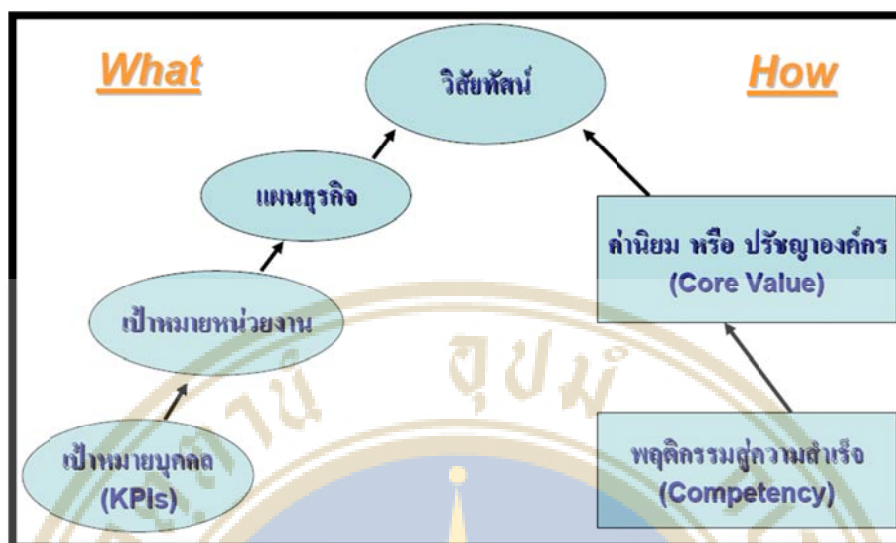 What
How
วิสัยทัศน์
แผนธุรกิจ
เป้าหมายหน่วยงาน
เป้าหมายบุคคล
(KPIs)
ค่านิยม หรือ ปรัชญาองค์กร
(Core Value)
พฤติกรรมสู่ความสำเร็จ
(Competency)
อุปมํ